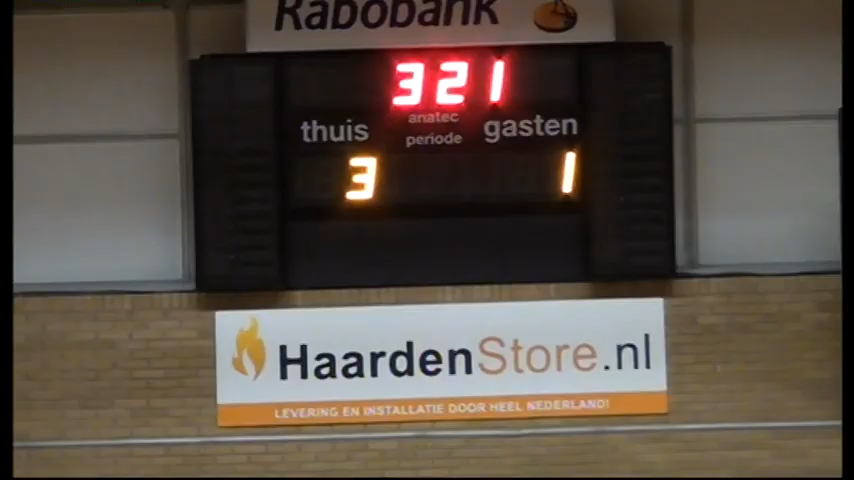 Rabobank
321
anatec
thuis periode gasten
3 1
HaardenStore.nl
LEVERING EN INSTALLATIE DOOR HEEL NEDERLAND!